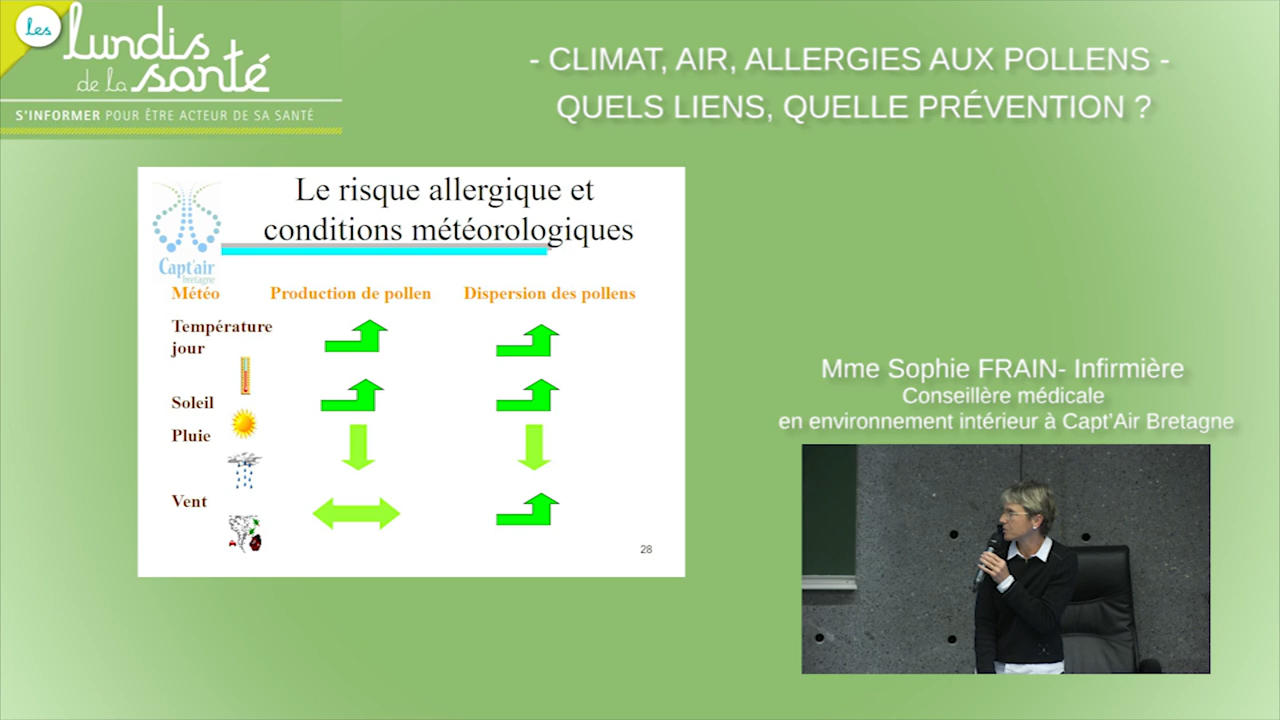 les
lundis
de la santé
S'INFORMER POUR ÊTRE ACTEUR DE SA SANTÉ
- CLIMAT, AIR, ALLERGIES AUX POLLENS -
QUELS LIENS, QUELLE PRÉVENTION ?
Le risque allergique et
conditions météorologiques
Capt'air
bretagne
Météo Production de pollen Dispersion des pollens
Température
jour
Soleil
Pluie
Vent
28
Mme Sophie FRAIN- Infirmière
Conseillère médicale
en environnement intérieur à Capt'Air Bretagne